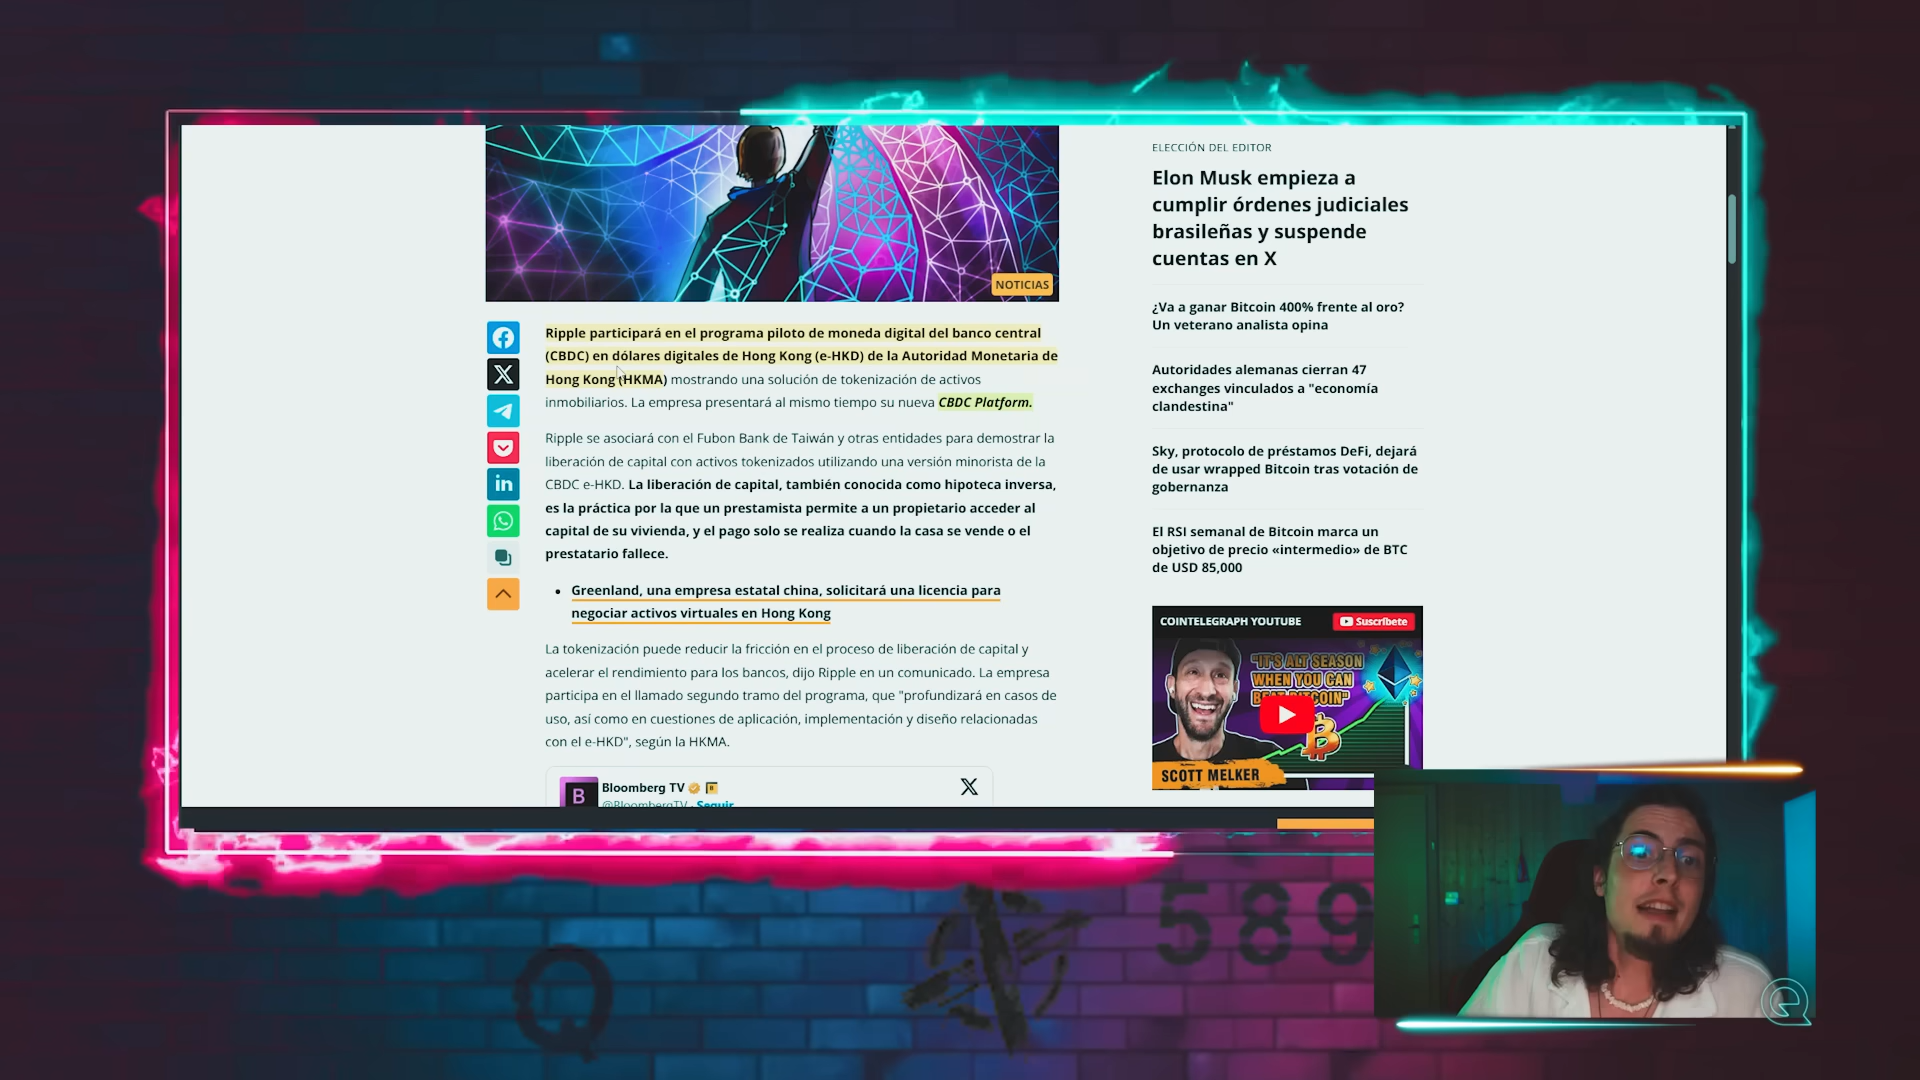 NOTICIAS
Ripple participará en el programa piloto de moneda digital del banco central
(CBDC) en dólares digitales de Hong Kong (e-HKD) de la Autoridad Monetaria de
Hong Kong (HKMA) mostrando una solución de tokenización de activos
inmobiliarios. La empresa presentará al mismo tiempo su nueva CBDC Platform.
Ripple se asociará con el Fubon Bank de Taiwán y otras entidades para demostrar la
liberación de capital con activos tokenizados utilizando una versión minorista de la
CBDC e-HKD. La liberación de capital, también conocida como hipoteca inversa,
es la práctica por la que un prestamista permite a un propietario acceder al
capital de su vivienda, y el pago solo se realiza cuando la casa se vende o el
prestatario fallece.
• Greenland, una empresa estatal china, solicitará una licencia para
negociar activos virtuales en Hong Kong
La tokenización puede reducir la fricción en el proceso de liberación de capital y
acelerar el rendimiento para los bancos, dijo Ripple en un comunicado. La empresa
participa en el llamado segundo tramo del programa, que "profundizará en casos de
uso, así como en cuestiones de aplicación, implementación y diseño relacionadas
con el e-HKD", según la HKMA.
B Bloomberg TV
@BloombergTV · Seguir
ELECCIÓN DEL EDITOR
Elon Musk empieza a
cumplir órdenes judiciales
brasileñas y suspende
cuentas en X
¿Va a ganar Bitcoin 400% frente al oro?
Un veterano analista opina
Autoridades alemanas cierran 47
exchanges vinculados a "economía
clandestina"
Sky, protocolo de préstamos DeFi, dejará
de usar wrapped Bitcoin tras votación de
gobernanza
El RSI semanal de Bitcoin marca un
objetivo de precio «intermedio» de BTC
de USD 85,000
COINTELEGRAPH YOUTUBE
Suscríbete
"IT'S ALT SEASON
WHEN YOU CAN
BEAT BITCOIN"
SCOTT MELKER
Q
589